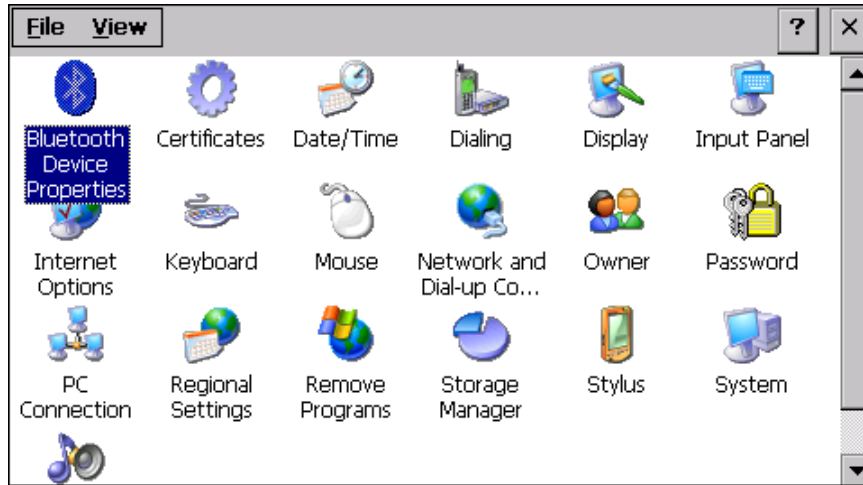 File View ? ×
Bluetooth Device Properties
Certificates
Date/Time
Dialing
Display
Input Panel
Internet Options
Keyboard
Mouse
Network and Dial-up Co...
Owner
Password
PC Connection
Regional Settings
Remove Programs
Storage Manager
Stylus
System